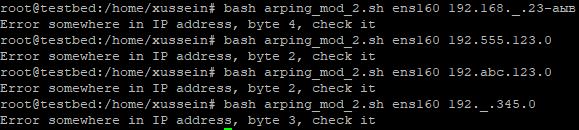 root@testbed:/home/xussein# bash arping_mod_2.sh ens160 192.168._.23-аыв
Error somewhere in IP address, byte 4, check it
root@testbed:/home/xussein# bash arping_mod_2.sh ens160 192.555.123.0
Error somewhere in IP address, byte 2, check it
root@testbed:/home/xussein# bash arping_mod_2.sh ens160 192.abc.123.0
Error somewhere in IP address, byte 2, check it
root@testbed:/home/xussein# bash arping_mod_2.sh ens160 192._.345.0
Error somewhere in IP address, byte 3, check it